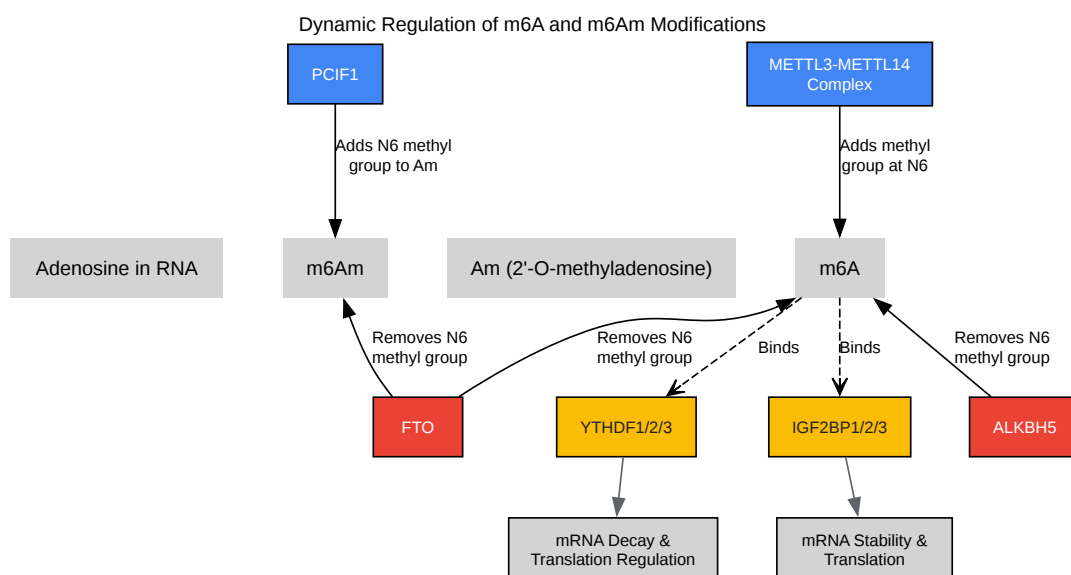 Dynamic Regulation of m6A and m6Am Modifications
PCIF1
METTL3-METTL14
Complex
Adds N6 methyl
group to Am
Adds methyl
group at N6
Adenosine in RNA
m6Am
Am (2'-O-methyladenosine)
m6A
Removes N6
methyl group
Removes N6
methyl group
Binds
Binds
Removes N6
methyl group
FTO
YTHDF1/2/3
IGF2BP1/2/3
ALKBH5
mRNA Decay &
Translation Regulation
mRNA Stability &
Translation